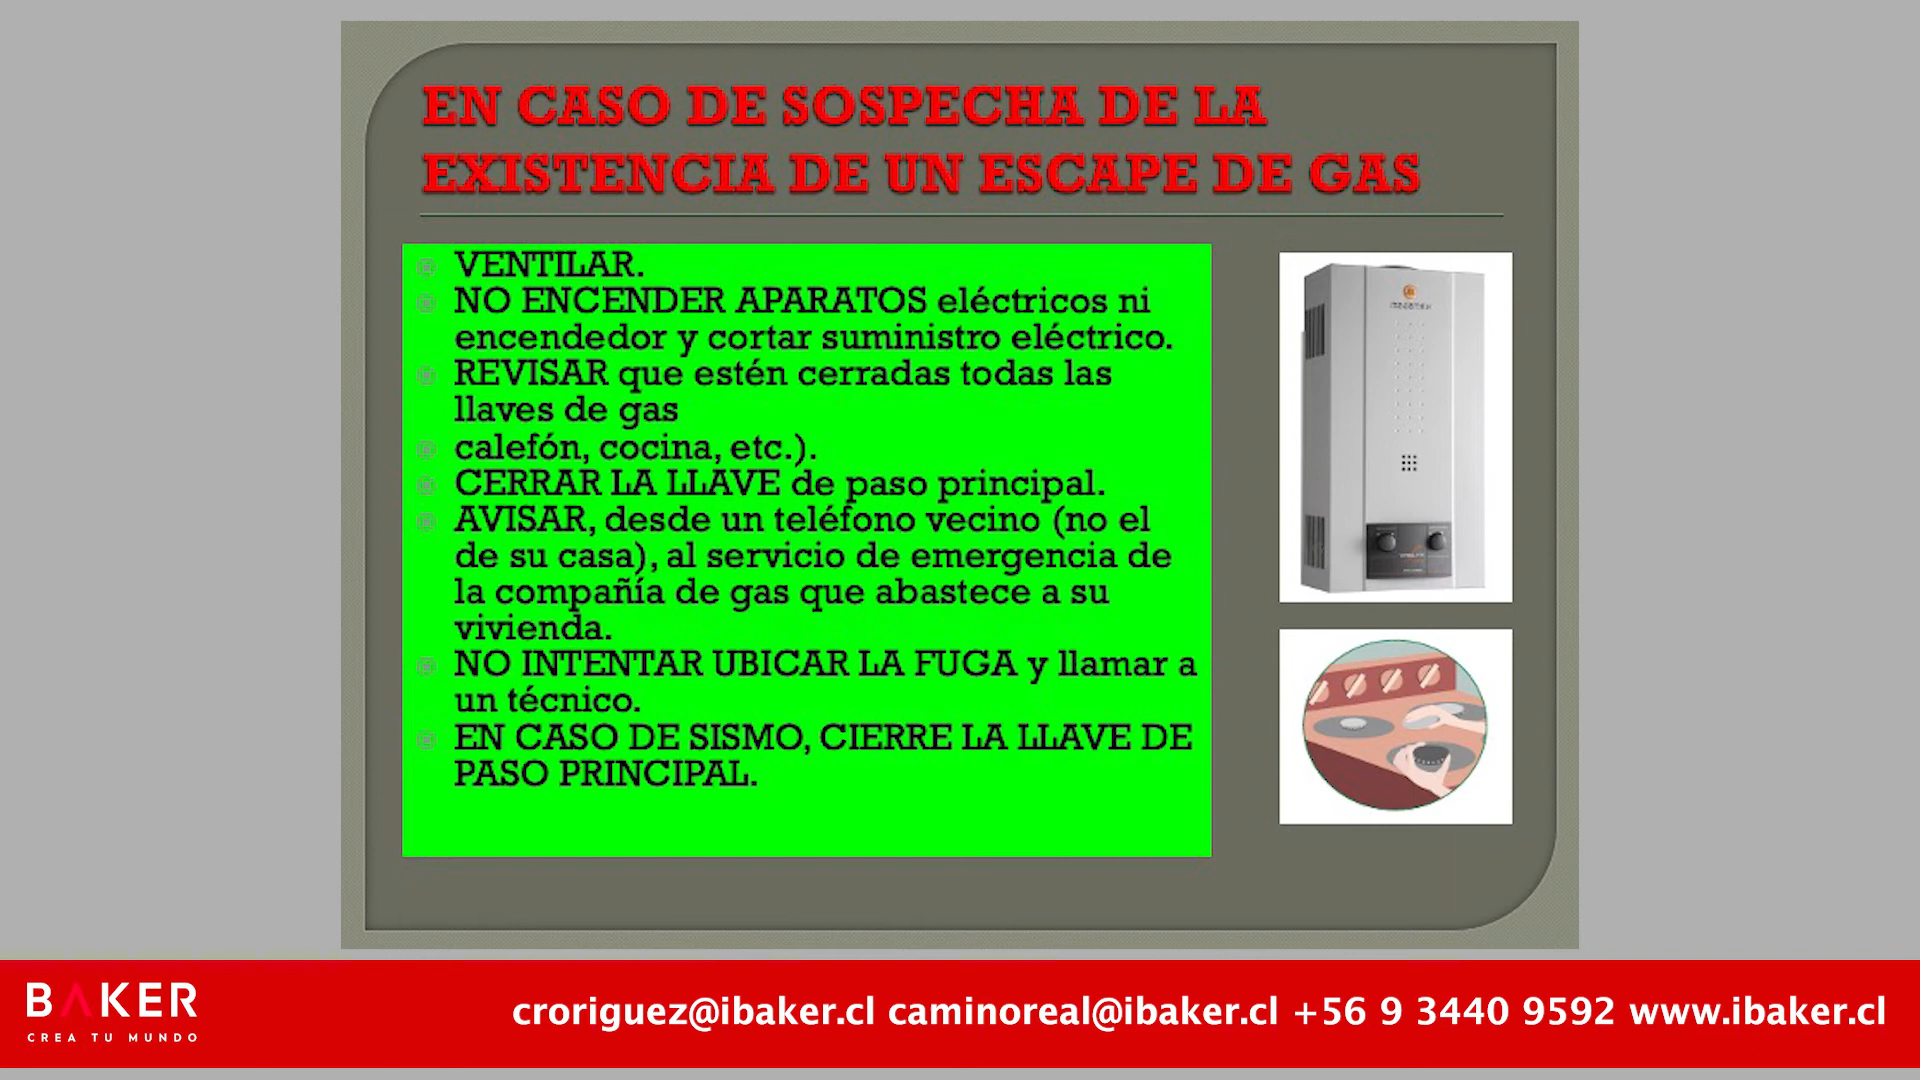 EN CASO DE SOSPECHA DE LA
EXISTENCIA DE UN ESCAPE DE GAS
VENTILAR.
NO ENCENDER APARATOS eléctricos ni
encendedor y cortar suministro eléctrico.
REVISAR que estén cerradas todas las
llaves de gas
calefón, cocina, etc.).
CERRAR LA LLAVE de paso principal.
AVISAR, desde un teléfono vecino (no el
de su casa), al servicio de emergencia de
la compañía de gas que abastece a su
vivienda.
NO INTENTAR UBICAR LA FUGA y llamar a
un técnico.
EN CASO DE SISMO, CIERRE LA LLAVE DE
PASO PRINCIPAL.
BAKER
CREA TU MUNDO
croriguez@ibaker.cl caminoreal@ibaker.cl +56 9 3440 9592 www.ibaker.cl